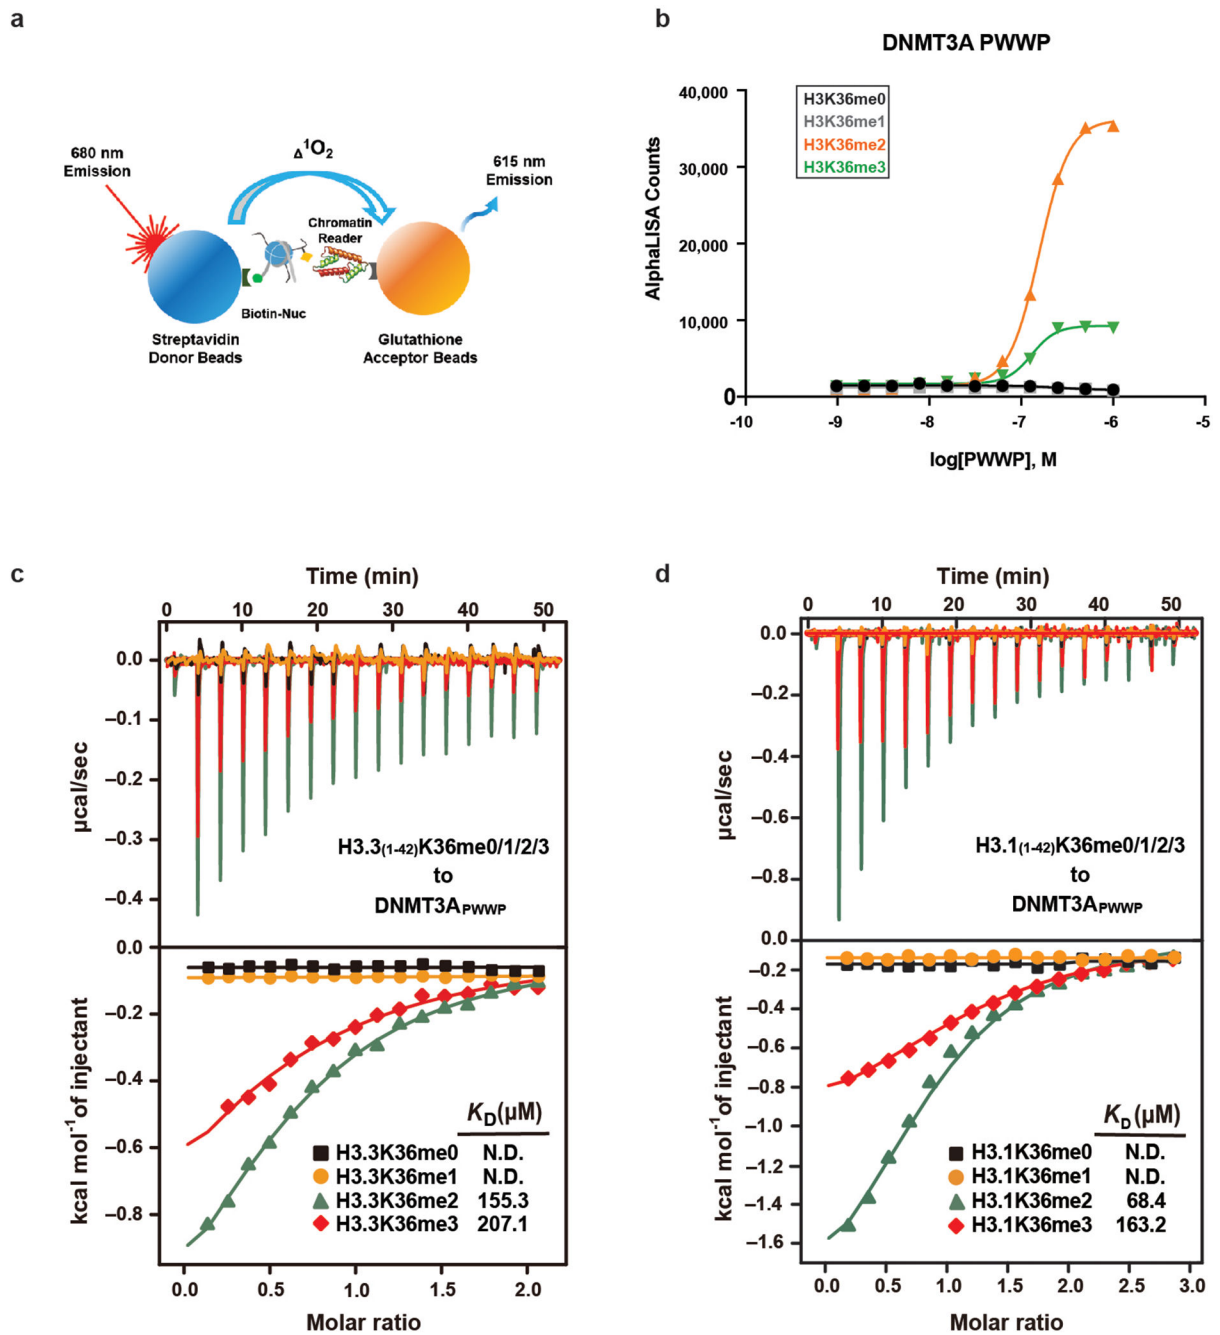 a
680 nm
Emission
Δ¹O₂
615 nm
Emission
Chromatin
Reader
Biotin-Nuc
Streptavidin
Donor Beads
Glutathione
Acceptor Beads
b
DNMT3A PWWP
H3K36me0
H3K36me1
H3K36me2
H3K36me3
40,000
30,000
20,000
10,000
0
AlphaLISA Counts
-10 -9 -8 -7 -6 -5
log[PWWP], M
c
Time (min)
0 10 20 30 40 50
0.0
–0.1
–0.2
–0.3
–0.4
µcal/sec
H3.3(1-42)K36me0/1/2/3
to
DNMT3APWWP
0.0
–0.2
–0.4
–0.6
–0.8
kcal mol⁻¹ of injectant
KD(µM)
H3.3K36me0 N.D.
H3.3K36me1 N.D.
H3.3K36me2 155.3
H3.3K36me3 207.1
0.0 0.5 1.0 1.5 2.0
Molar ratio
d
Time (min)
0 10 20 30 40 50
0.0
–0.2
–0.4
–0.6
–0.8
0.0
µcal/sec
H3.1(1-42)K36me0/1/2/3
to
DNMT3APWWP
–0.2
–0.4
–0.6
–0.8
–1.0
–1.2
–1.4
–1.6
kcal mol⁻¹ of injectant
KD(µM)
H3.1K36me0 N.D.
H3.1K36me1 N.D.
H3.1K36me2 68.4
H3.1K36me3 163.2
0.0 0.5 1.0 1.5 2.0 2.5 3.0
Molar ratio